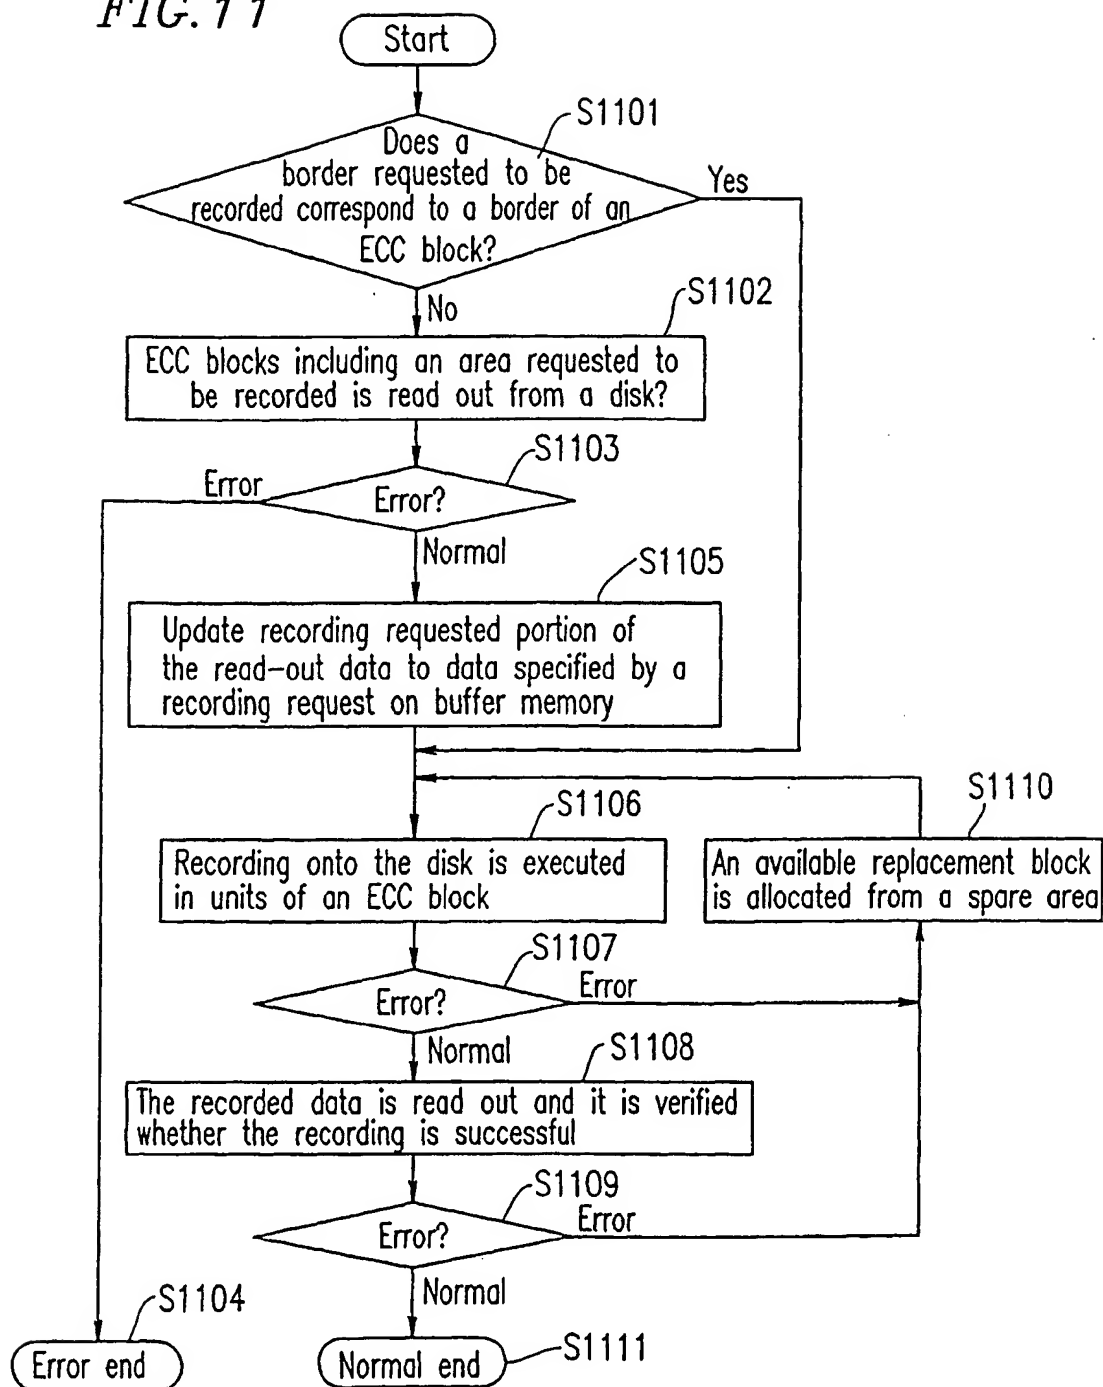 FIG. 11
Start
S1101
Does a
border requested to be
recorded correspond to a border of an
ECC block?
Yes
No
S1102
ECC blocks including an area requested to
be recorded is read out from a disk?
S1103
Error
Error?
Normal
S1105
Update recording requested portion of
the read-out data to data specified by a
recording request on buffer memory
S1106
S1110
Recording onto the disk is executed
in units of an ECC block
An available replacement block
is allocated from a spare area
S1107
Error?
Error
Normal
S1108
The recorded data is read out and it is verified
whether the recording is successful
S1109
Error?
Error
Normal
S1104
Error end
Normal end
S1111